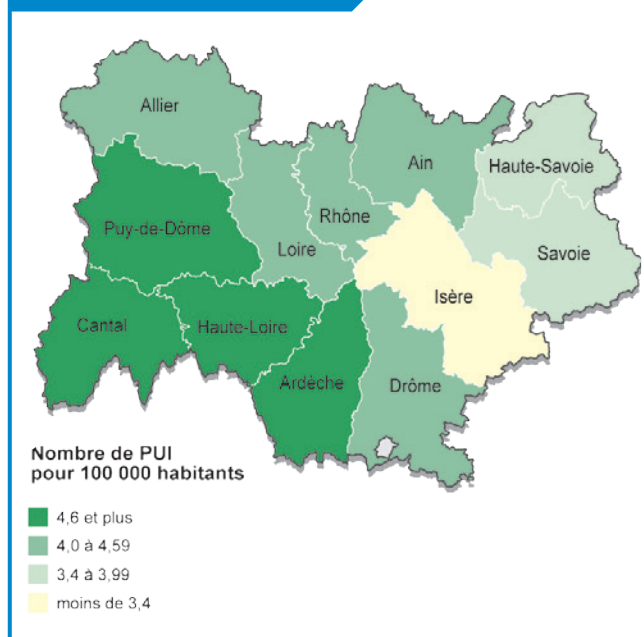 Allier
Ain
Haute-Savoie
Rhône
Puy-de-Dôme
Loire
Savoie
Isère
Cantal
Haute-Loire
Ardèche
Drôme
Nombre de PUI
pour 100 000 habitants
4,6 et plus
4,0 à 4,59
3,4 à 3,99
moins de 3,4